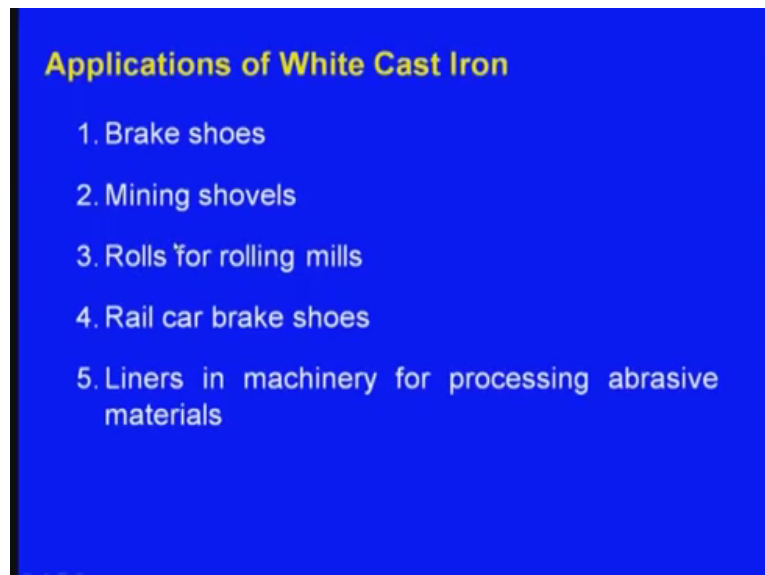 Applications of White Cast Iron
1. Brake shoes
2. Mining shovels
3. Rolls for rolling mills
4. Rail car brake shoes
5. Liners in machinery for processing abrasive
materials